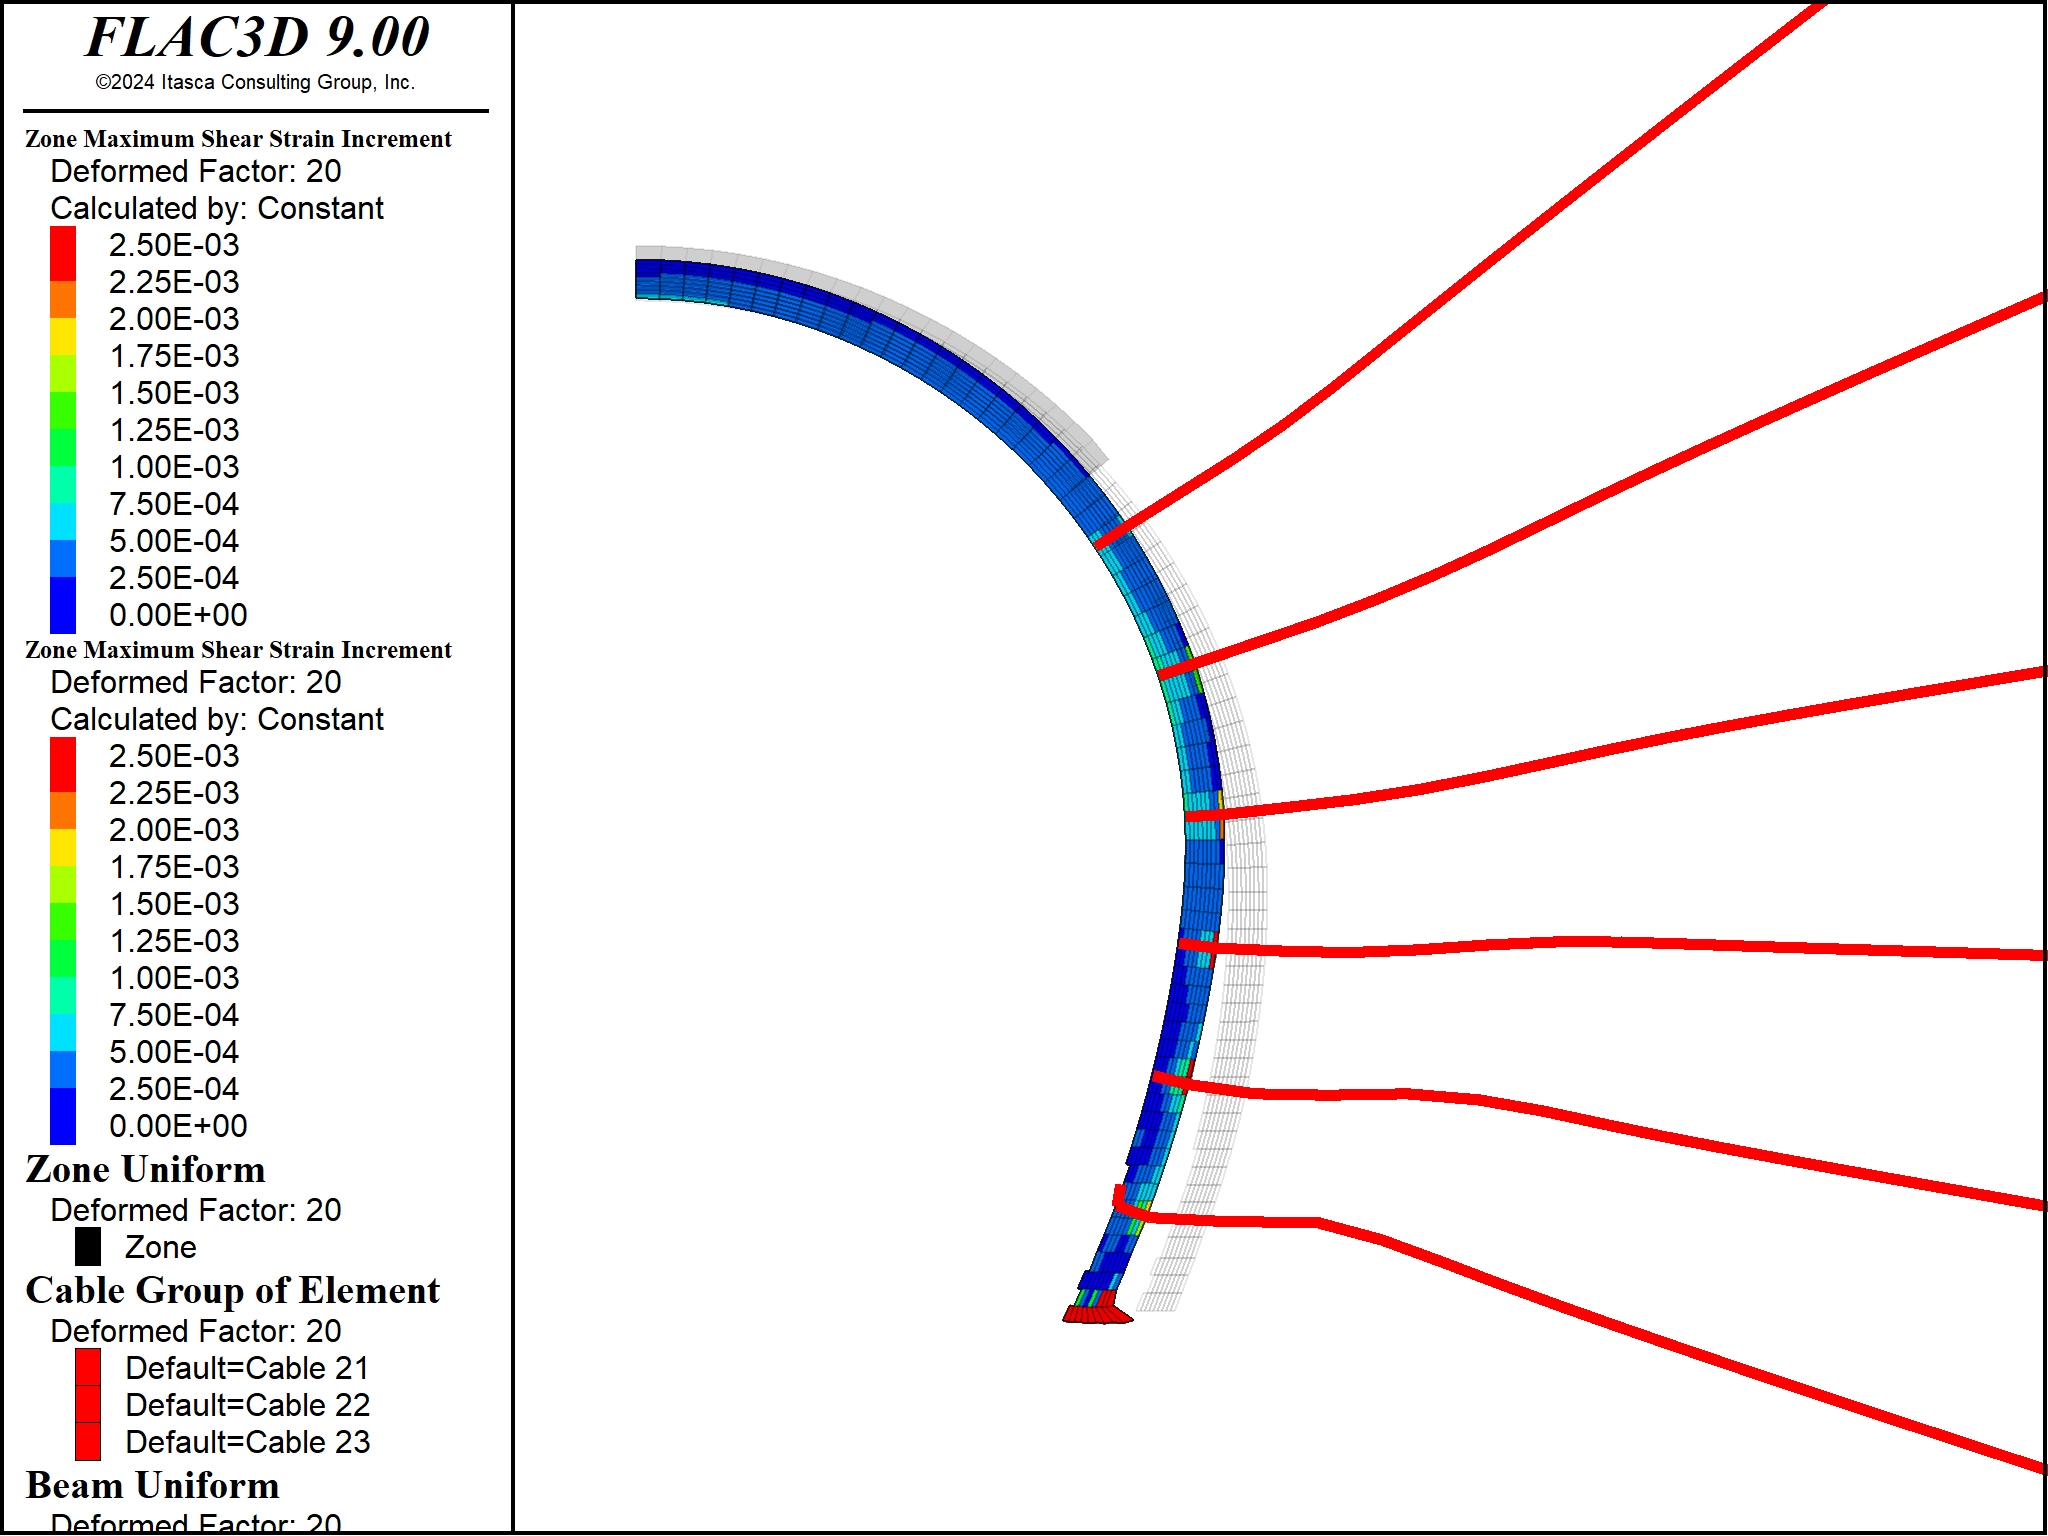 FLAC3D 9.00
©2024 Itasca Consulting Group, Inc.
Zone Maximum Shear Strain Increment
Deformed Factor: 20
Calculated by: Constant
2.50E-03
2.25E-03
2.00E-03
1.75E-03
1.50E-03
1.25E-03
1.00E-03
7.50E-04
5.00E-04
2.50E-04
0.00E+00
Zone Maximum Shear Strain Increment
Deformed Factor: 20
Calculated by: Constant
2.50E-03
2.25E-03
2.00E-03
1.75E-03
1.50E-03
1.25E-03
1.00E-03
7.50E-04
5.00E-04
2.50E-04
0.00E+00
Zone Uniform
Deformed Factor: 20
Zone
Cable Group of Element
Deformed Factor: 20
Default=Cable 21
Default=Cable 22
Default=Cable 23
Beam Uniform
Deformed Factor: 20